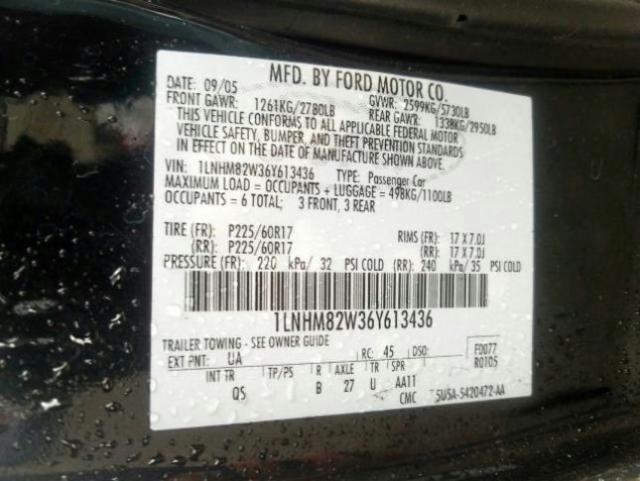 MFD. BY FORD MOTOR CO.
DATE: 09/05 GVWR: 2599KG/5730LB
FRONT GAWR: 1261KG/2780LB REAR GAWR: 1338KG/2950LB
THIS VEHICLE CONFORMS TO ALL APPLICABLE FEDERAL MOTOR
VEHICLE SAFETY, BUMPER, AND THEFT PREVENTION STANDARDS
IN EFFECT ON THE DATE OF MANUFACTURE SHOWN ABOVE.
VIN: 1LNHM82W36Y613436 TYPE: Passenger Car
MAXIMUM LOAD = OCCUPANTS + LUGGAGE = 498KG/1100LB
OCCUPANTS = 6 TOTAL; 3 FRONT, 3 REAR
TIRE (FR): P225/60R17 RIMS (FR): 17 X 7.0J
(RR): P225/60R17 (RR): 17 X 7.0J
PRESSURE (FR): 220 kPa/ 32 PSI COLD (RR): 240 kPa/ 35 PSI COLD
1LNHM82W36Y613436
TRAILER TOWING - SEE OWNER GUIDE
EXT PNT: UA RC: 45 DSO: F0077
R0105
INT TR TP/PS R AXLE TR SPR
QS B 27 U AA11
CMC 5U5A-5420472-AA